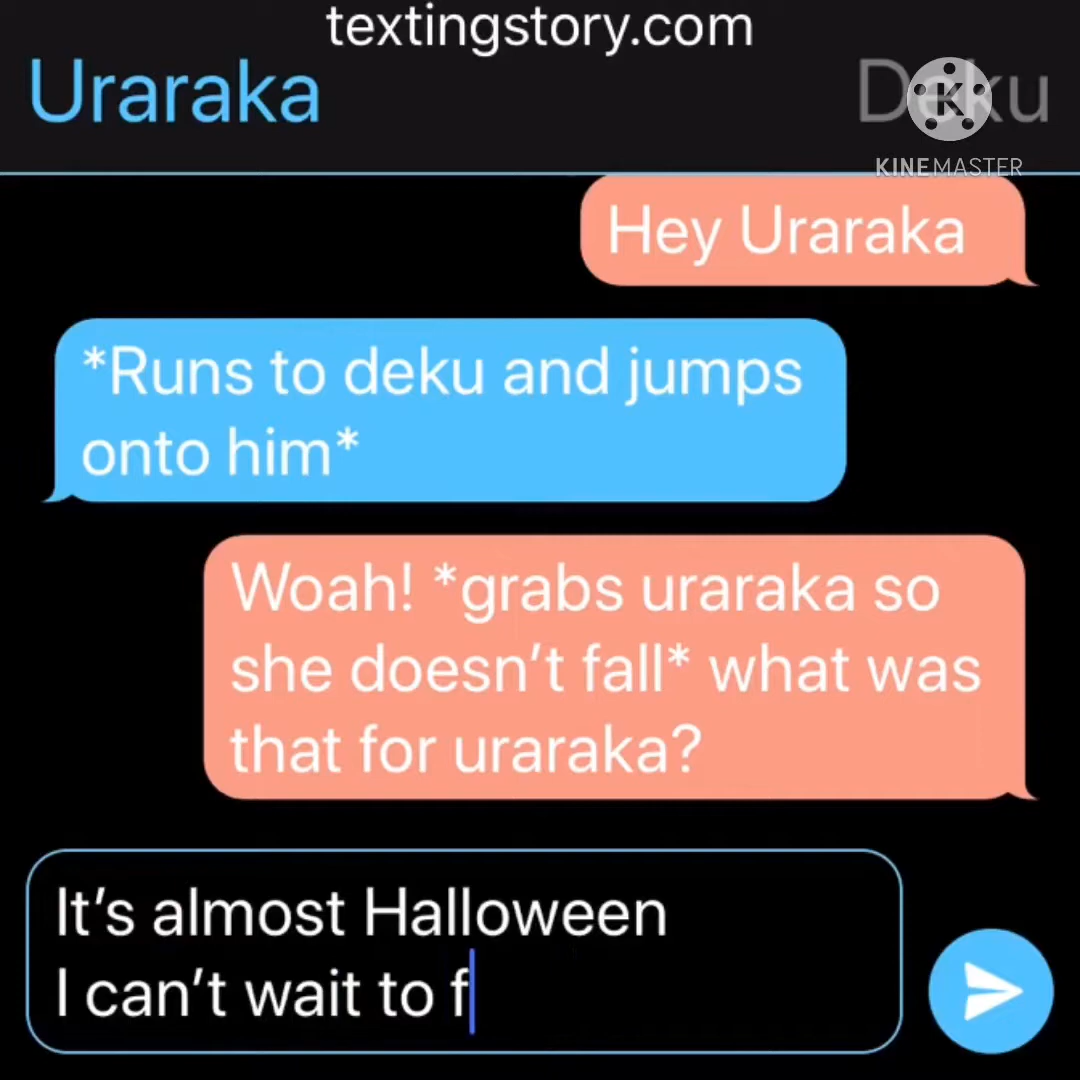 textingstory.com
Uraraka
Deku
KINEMASTER
Hey Uraraka
*Runs to deku and jumps
onto him*
Woah! *grabs uraraka so
she doesn’t fall* what was
that for uraraka?
It’s almost Halloween
I can’t wait to f